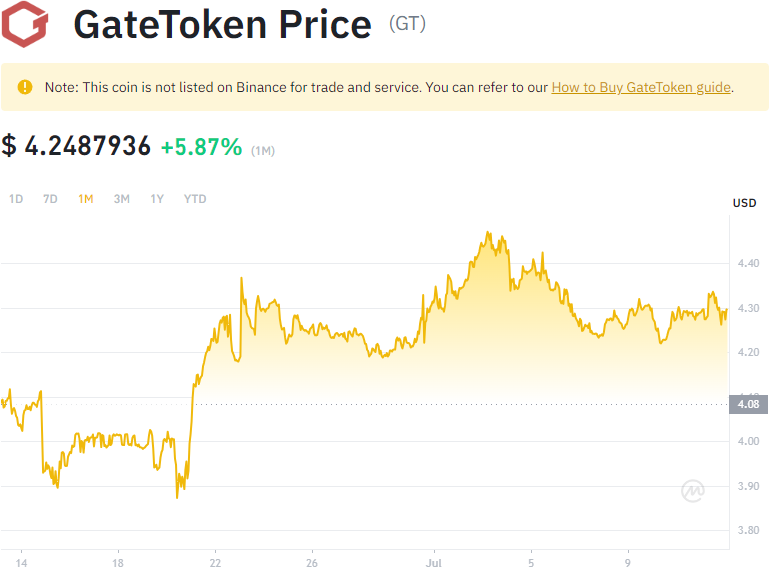 GateToken Price (GT)
Note: This coin is not listed on Binance for trade and service. You can refer to our How to Buy GateToken guide.
$ 4.2487936 +5.87% (1M)
1D 7D 1M 3M 1Y YTD
USD
4.40
4.30
4.20
4.08
4.00
3.90
3.80
14 18 22 26 Jul 5 9